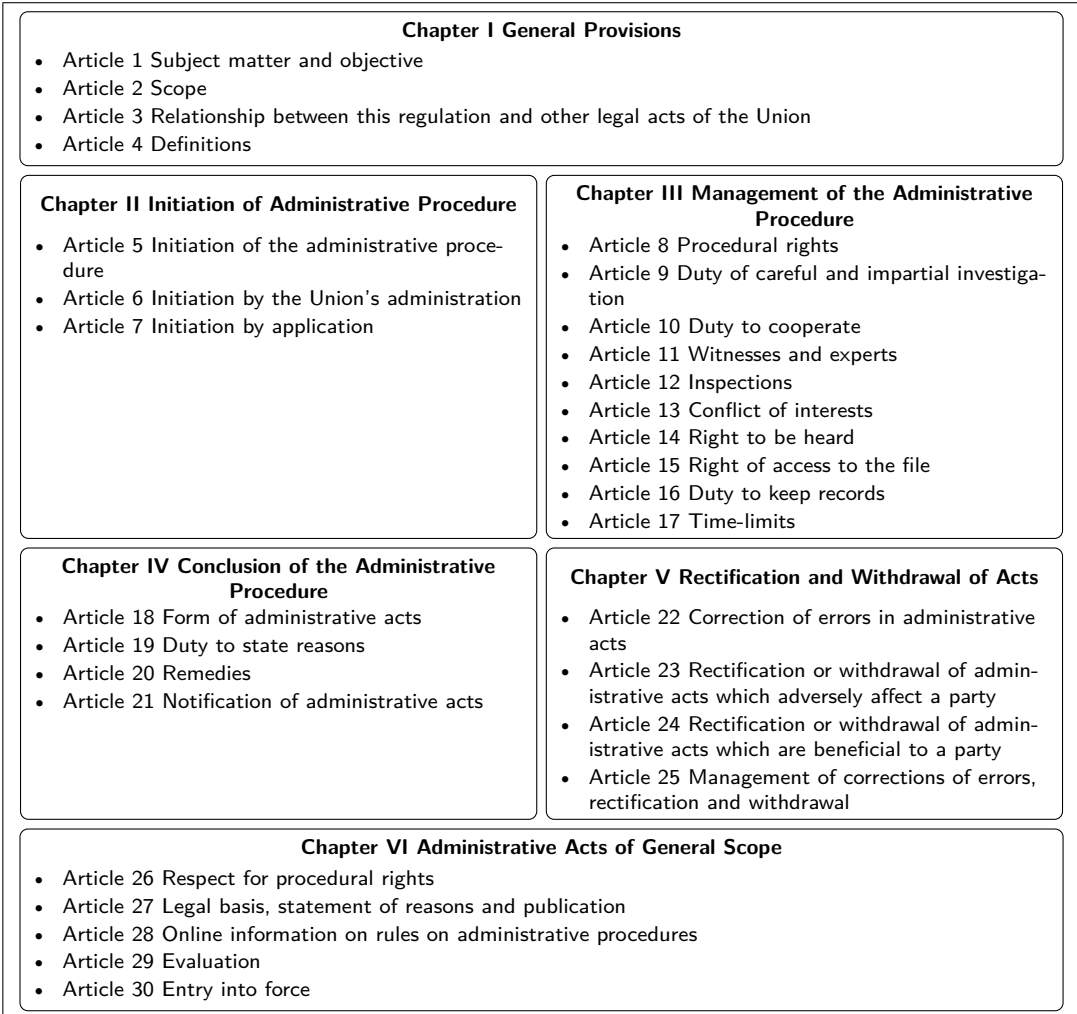 Chapter I General Provisions
• Article 1 Subject matter and objective
• Article 2 Scope
• Article 3 Relationship between this regulation and other legal acts of the Union
• Article 4 Definitions
Chapter II Initiation of Administrative Procedure
• Article 5 Initiation of the administrative proce-
dure
• Article 6 Initiation by the Union's administration
• Article 7 Initiation by application
Chapter III Management of the Administrative
Procedure
• Article 8 Procedural rights
• Article 9 Duty of careful and impartial investiga-
tion
• Article 10 Duty to cooperate
• Article 11 Witnesses and experts
• Article 12 Inspections
• Article 13 Conflict of interests
• Article 14 Right to be heard
• Article 15 Right of access to the file
• Article 16 Duty to keep records
• Article 17 Time-limits
Chapter IV Conclusion of the Administrative
Procedure
• Article 18 Form of administrative acts
• Article 19 Duty to state reasons
• Article 20 Remedies
• Article 21 Notification of administrative acts
Chapter V Rectification and Withdrawal of Acts
• Article 22 Correction of errors in administrative
acts
• Article 23 Rectification or withdrawal of admin-
istrative acts which adversely affect a party
• Article 24 Rectification or withdrawal of admin-
istrative acts which are beneficial to a party
• Article 25 Management of corrections of errors,
rectification and withdrawal
Chapter VI Administrative Acts of General Scope
• Article 26 Respect for procedural rights
• Article 27 Legal basis, statement of reasons and publication
• Article 28 Online information on rules on administrative procedures
• Article 29 Evaluation
• Article 30 Entry into force